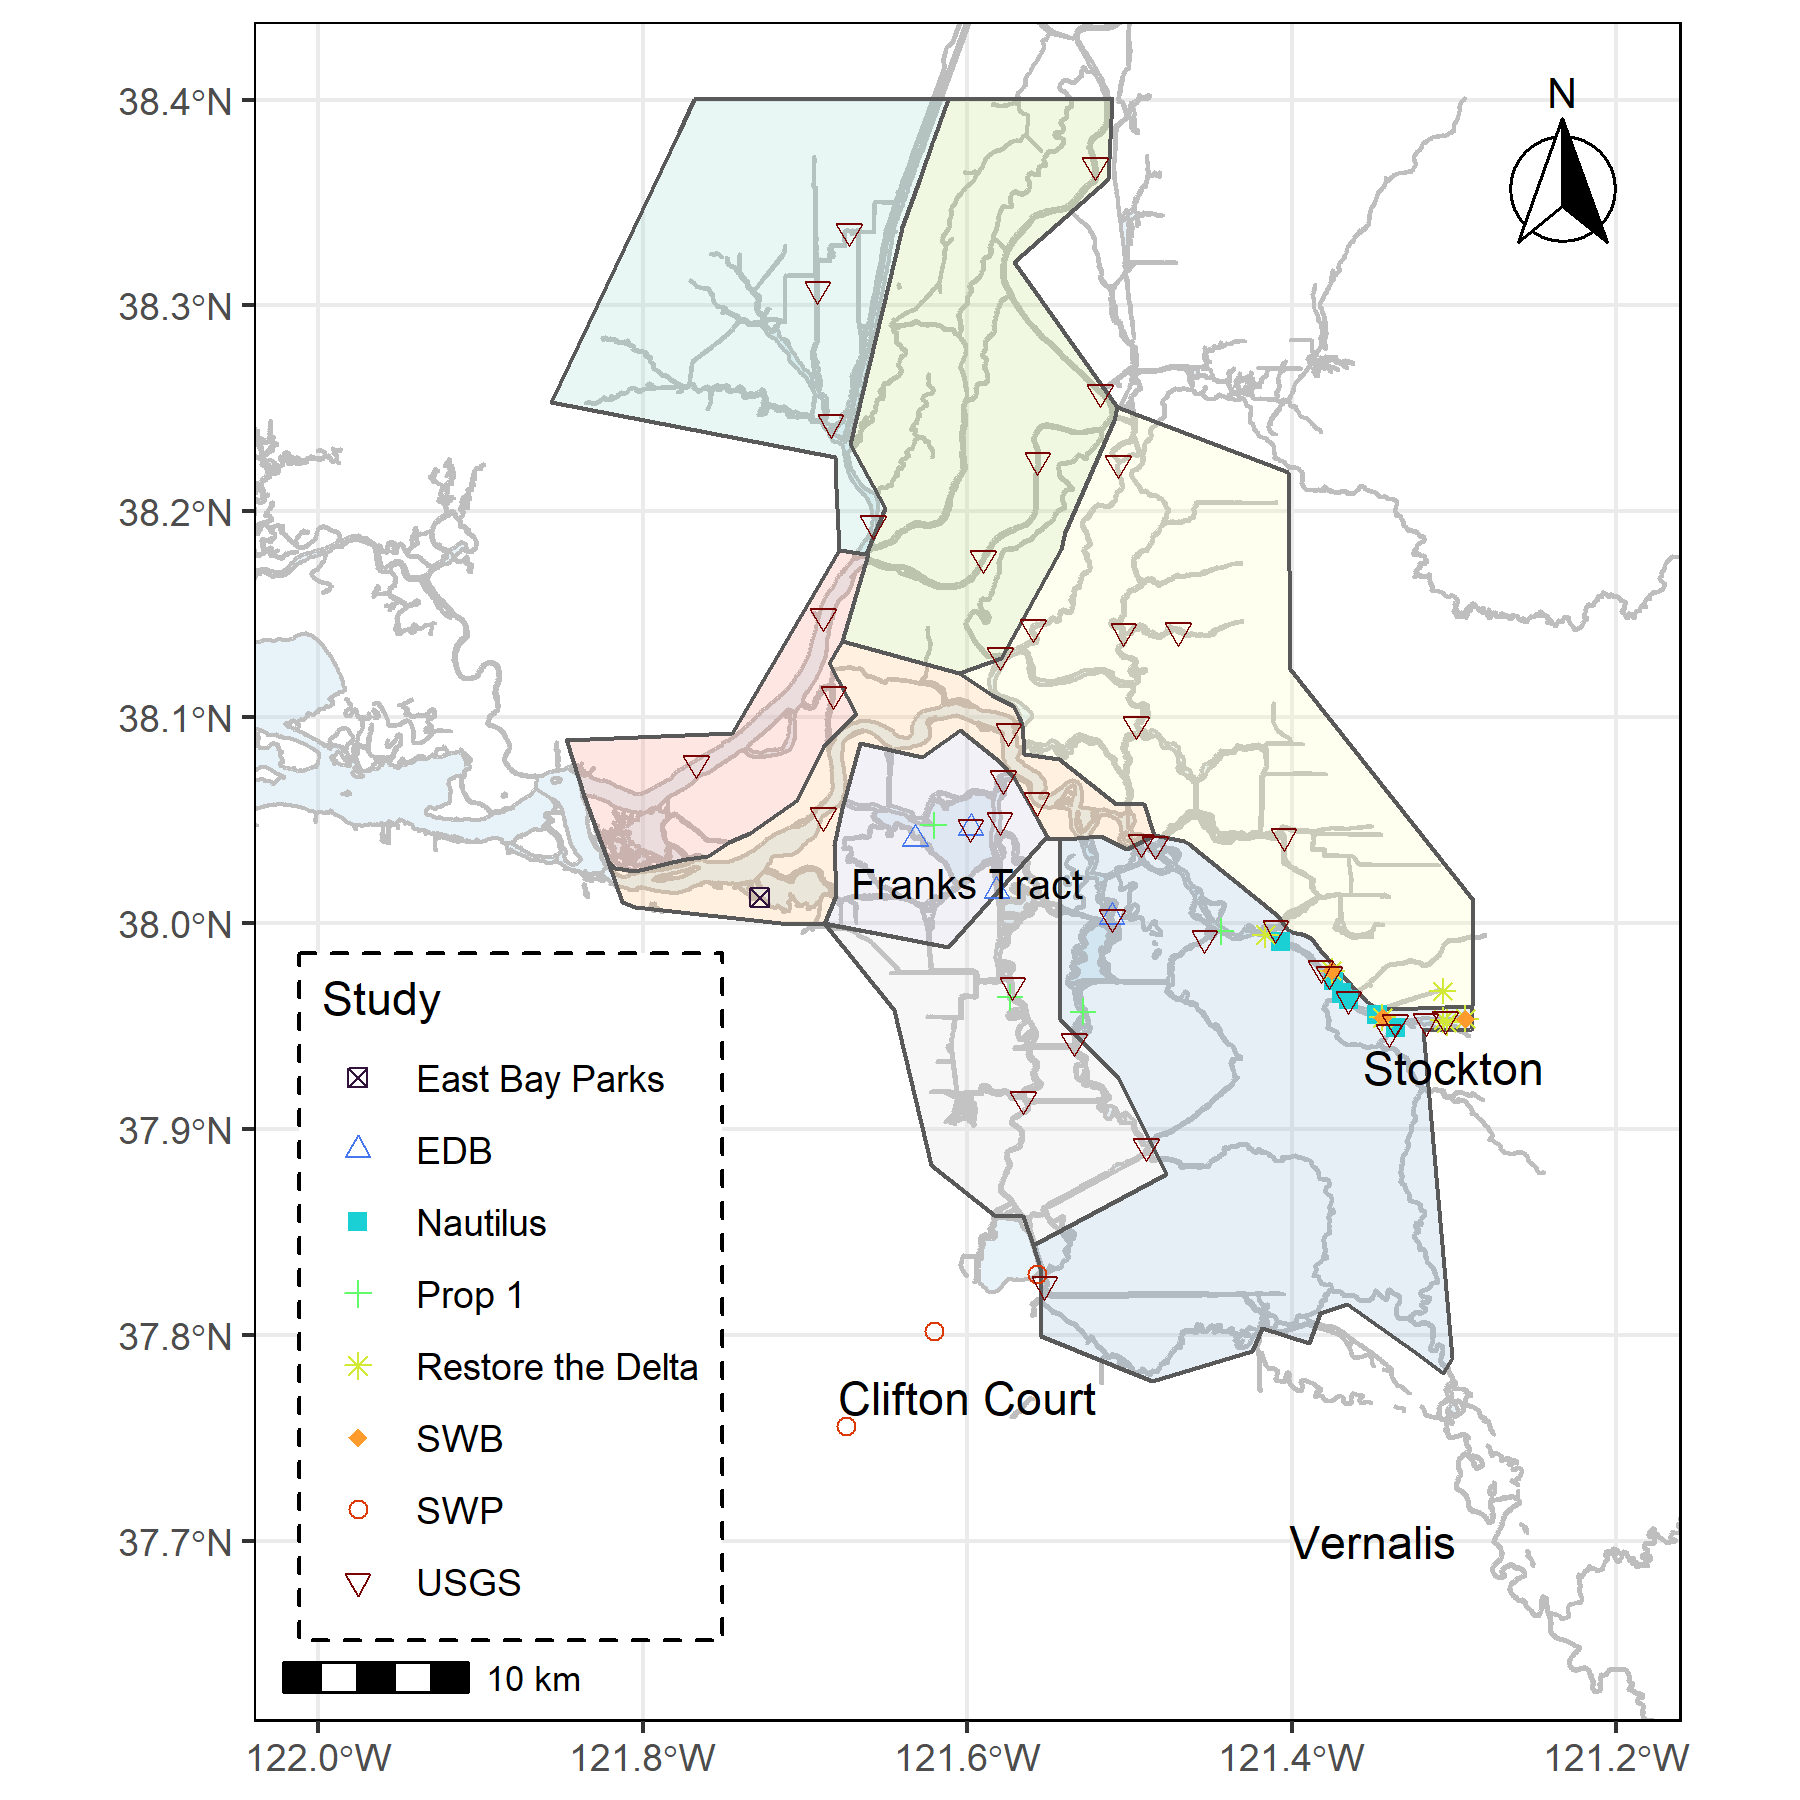 38.4°N
N
38.3°N
38.2°N
38.1°N
Franks Tract
38.0°N
Study
East Bay Parks
Stockton
EDB
37.9°N
Nautilus
Prop 1
37.8°N
Restore the Delta
Clifton Court
SWB
SWP
37.7°N
Vernalis
USGS
10 km
122.0°W 121.8°W 121.6°W 121.4°W 121.2°W